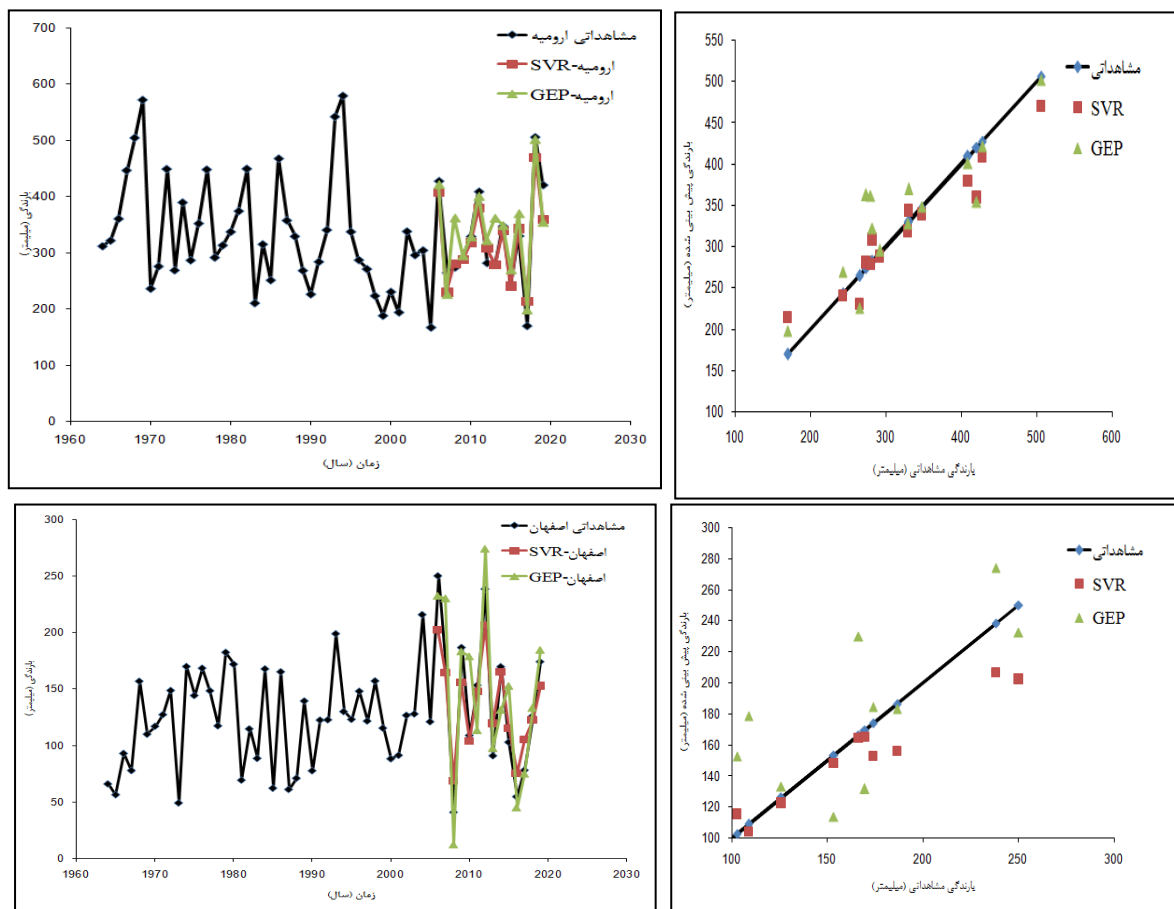 700
600
500
400
300
200
100
0
بارندگی (میلیمتر)
مشاهداتی ارومیه
SVR-ارومیه
GEP-ارومیه
1960 1970 1980 1990 2000 2010 2020 2030
زمان (سال)
550
500
450
400
350
300
250
200
150
100
بارندگی پیش بینی شده (میلیمتر)
مشاهداتی
SVR
GEP
100 200 300 400 500 600
بارندگی مشاهداتی (میلیمتر)
300
250
200
150
100
50
0
بارندگی (میلیمتر)
مشاهداتی اصفهان
SVR-اصفهان
GEP-اصفهان
1960 1970 1980 1990 2000 2010 2020 2030
زمان (سال)
300
280
260
240
220
200
180
160
140
120
100
بارندگی پیش بینی شده (میلیمتر)
مشاهداتی
SVR
GEP
100 150 200 250 300
بارندگی مشاهداتی (میلیمتر)